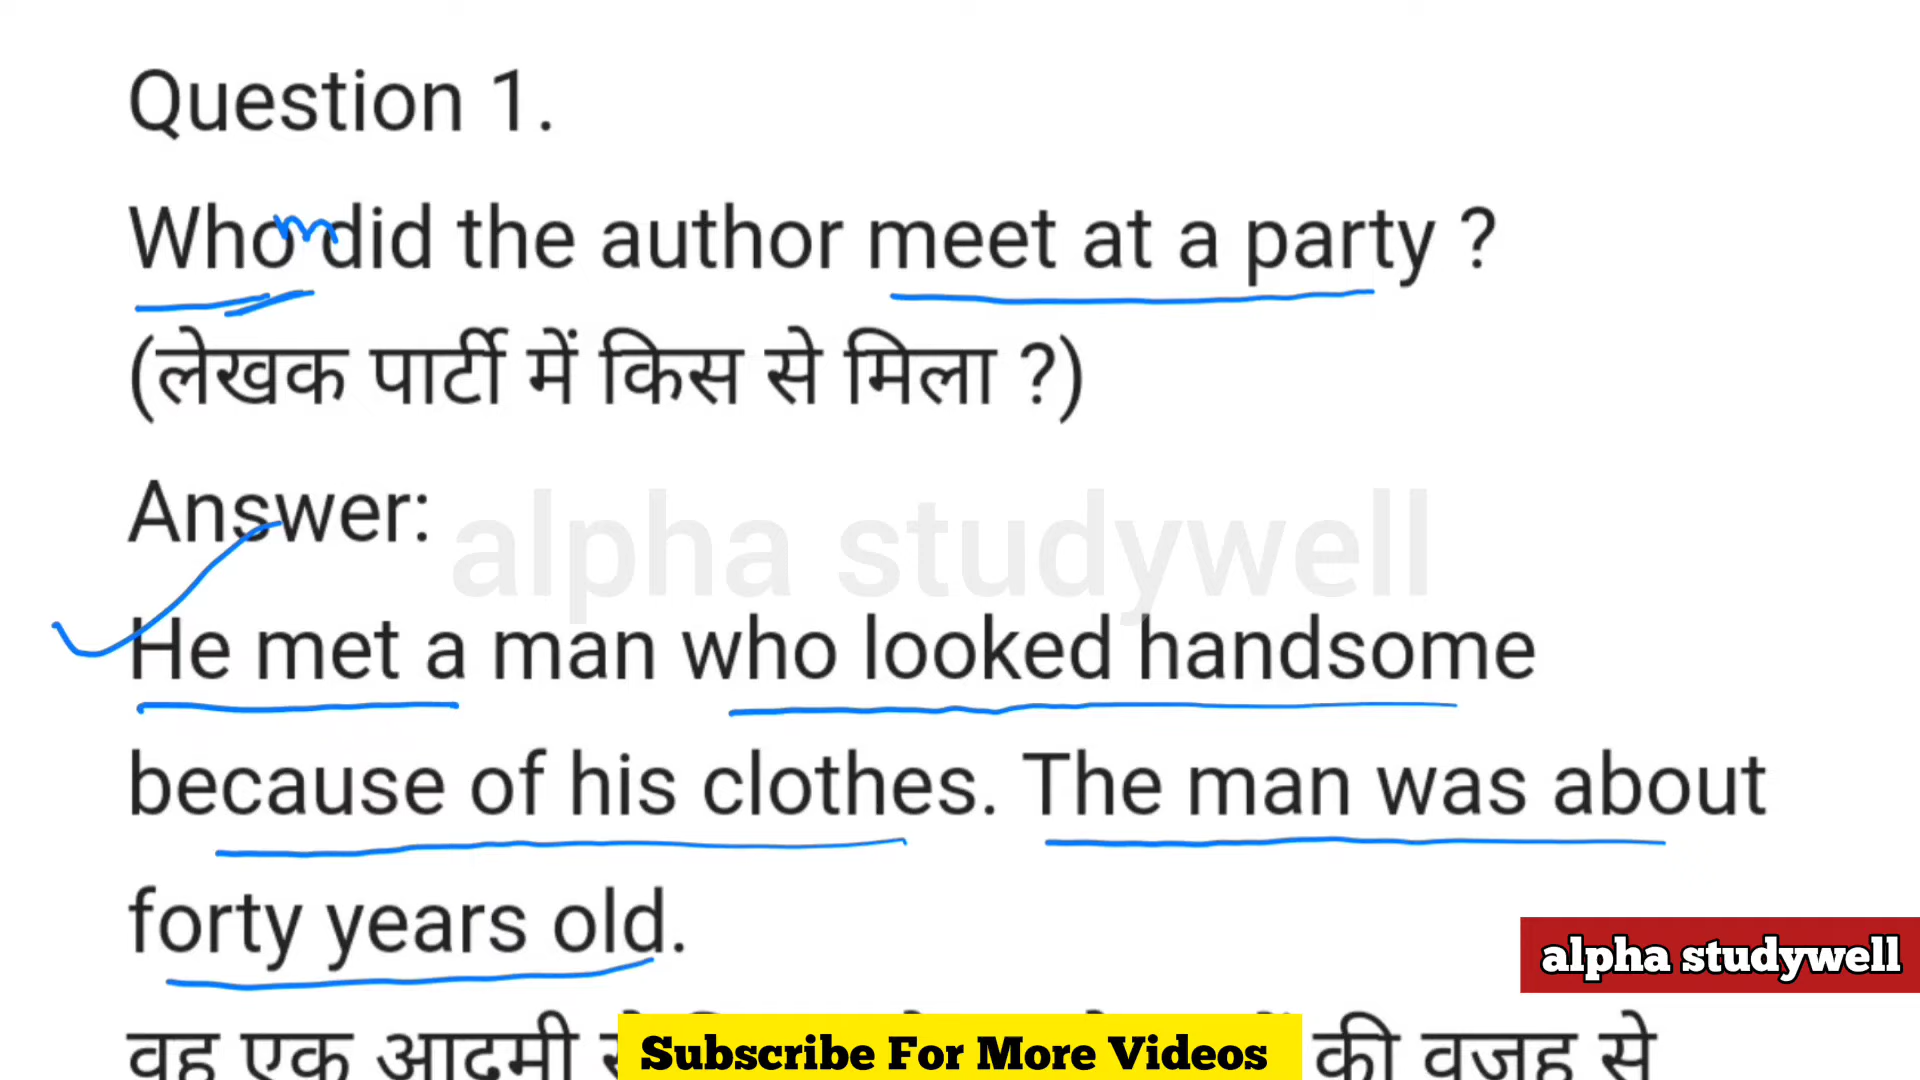 Question 1.
Whom did the author meet at a party ?
(लेखक पार्टी में किस से मिला ?)
Answer:
alpha studywell
He met a man who looked handsome
because of his clothes. The man was about
forty years old.
alpha studywell
वह एक आदमी की वजह से
Subscribe For More Videos